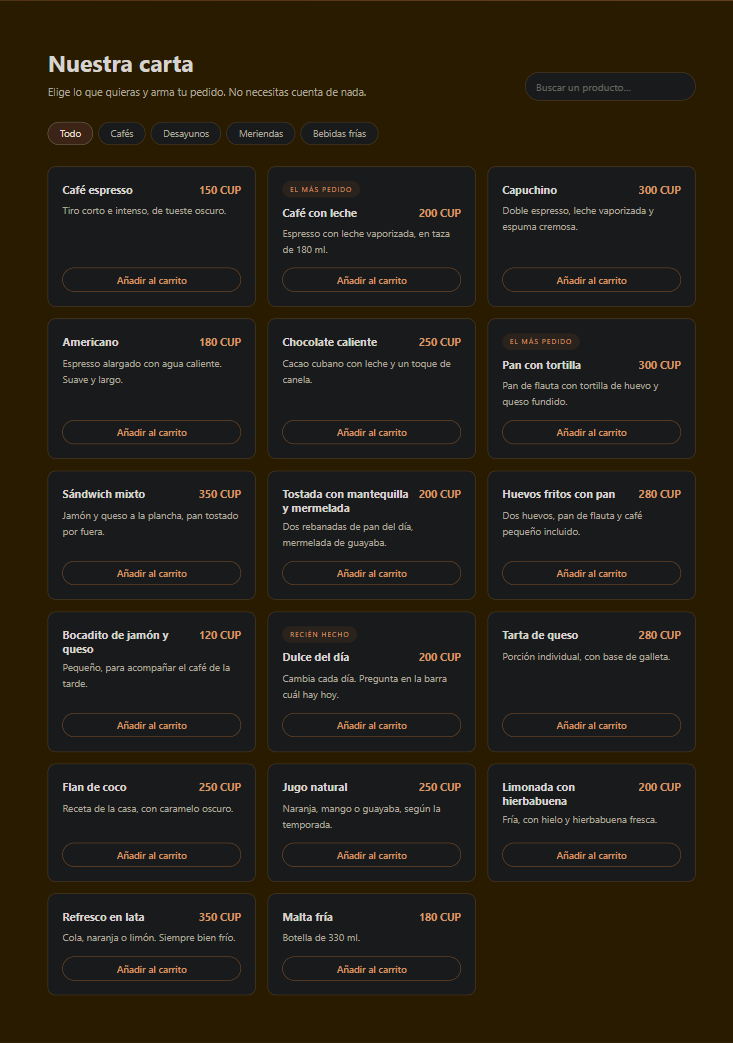 Nuestra carta
Elige lo que quieras y arma tu pedido. No necesitas cuenta de nada.
Buscar un producto...
Todo
Cafés
Desayunos
Meriendas
Bebidas frías
Café espresso
150 CUP
Tiro corto e intenso, de tueste oscuro.
Añadir al carrito
EL MÁS PEDIDO
Café con leche
200 CUP
Espresso con leche vaporizada, en taza
de 180 ml.
Añadir al carrito
Capuchino
300 CUP
Doble espresso, leche vaporizada y
espuma cremosa.
Añadir al carrito
Americano
180 CUP
Espresso alargado con agua caliente.
Suave y largo.
Añadir al carrito
Chocolate caliente
250 CUP
Cacao cubano con leche y un toque de
canela.
Añadir al carrito
EL MÁS PEDIDO
Pan con tortilla
300 CUP
Pan de flauta con tortilla de huevo y
queso fundido.
Añadir al carrito
Sándwich mixto
350 CUP
Jamón y queso a la plancha, pan tostado
por fuera.
Añadir al carrito
Tostada con mantequilla
y mermelada
200 CUP
Dos rebanadas de pan del día,
mermelada de guayaba.
Añadir al carrito
Huevos fritos con pan
280 CUP
Dos huevos, pan de flauta y café
pequeño incluido.
Añadir al carrito
Bocadito de jamón y
queso
120 CUP
Pequeño, para acompañar el café de la
tarde.
Añadir al carrito
RECIÉN HECHO
Dulce del día
200 CUP
Cambia cada día. Pregunta en la barra
cuál hay hoy.
Añadir al carrito
Tarta de queso
280 CUP
Porción individual, con base de galleta.
Añadir al carrito
Flan de coco
250 CUP
Receta de la casa, con caramelo oscuro.
Añadir al carrito
Jugo natural
250 CUP
Naranja, mango o guayaba, según la
temporada.
Añadir al carrito
Limonada con
hierbabuena
200 CUP
Fría, con hielo y hierbabuena fresca.
Añadir al carrito
Refresco en lata
350 CUP
Cola, naranja o limón. Siempre bien frío.
Añadir al carrito
Malta fría
180 CUP
Botella de 330 ml.
Añadir al carrito